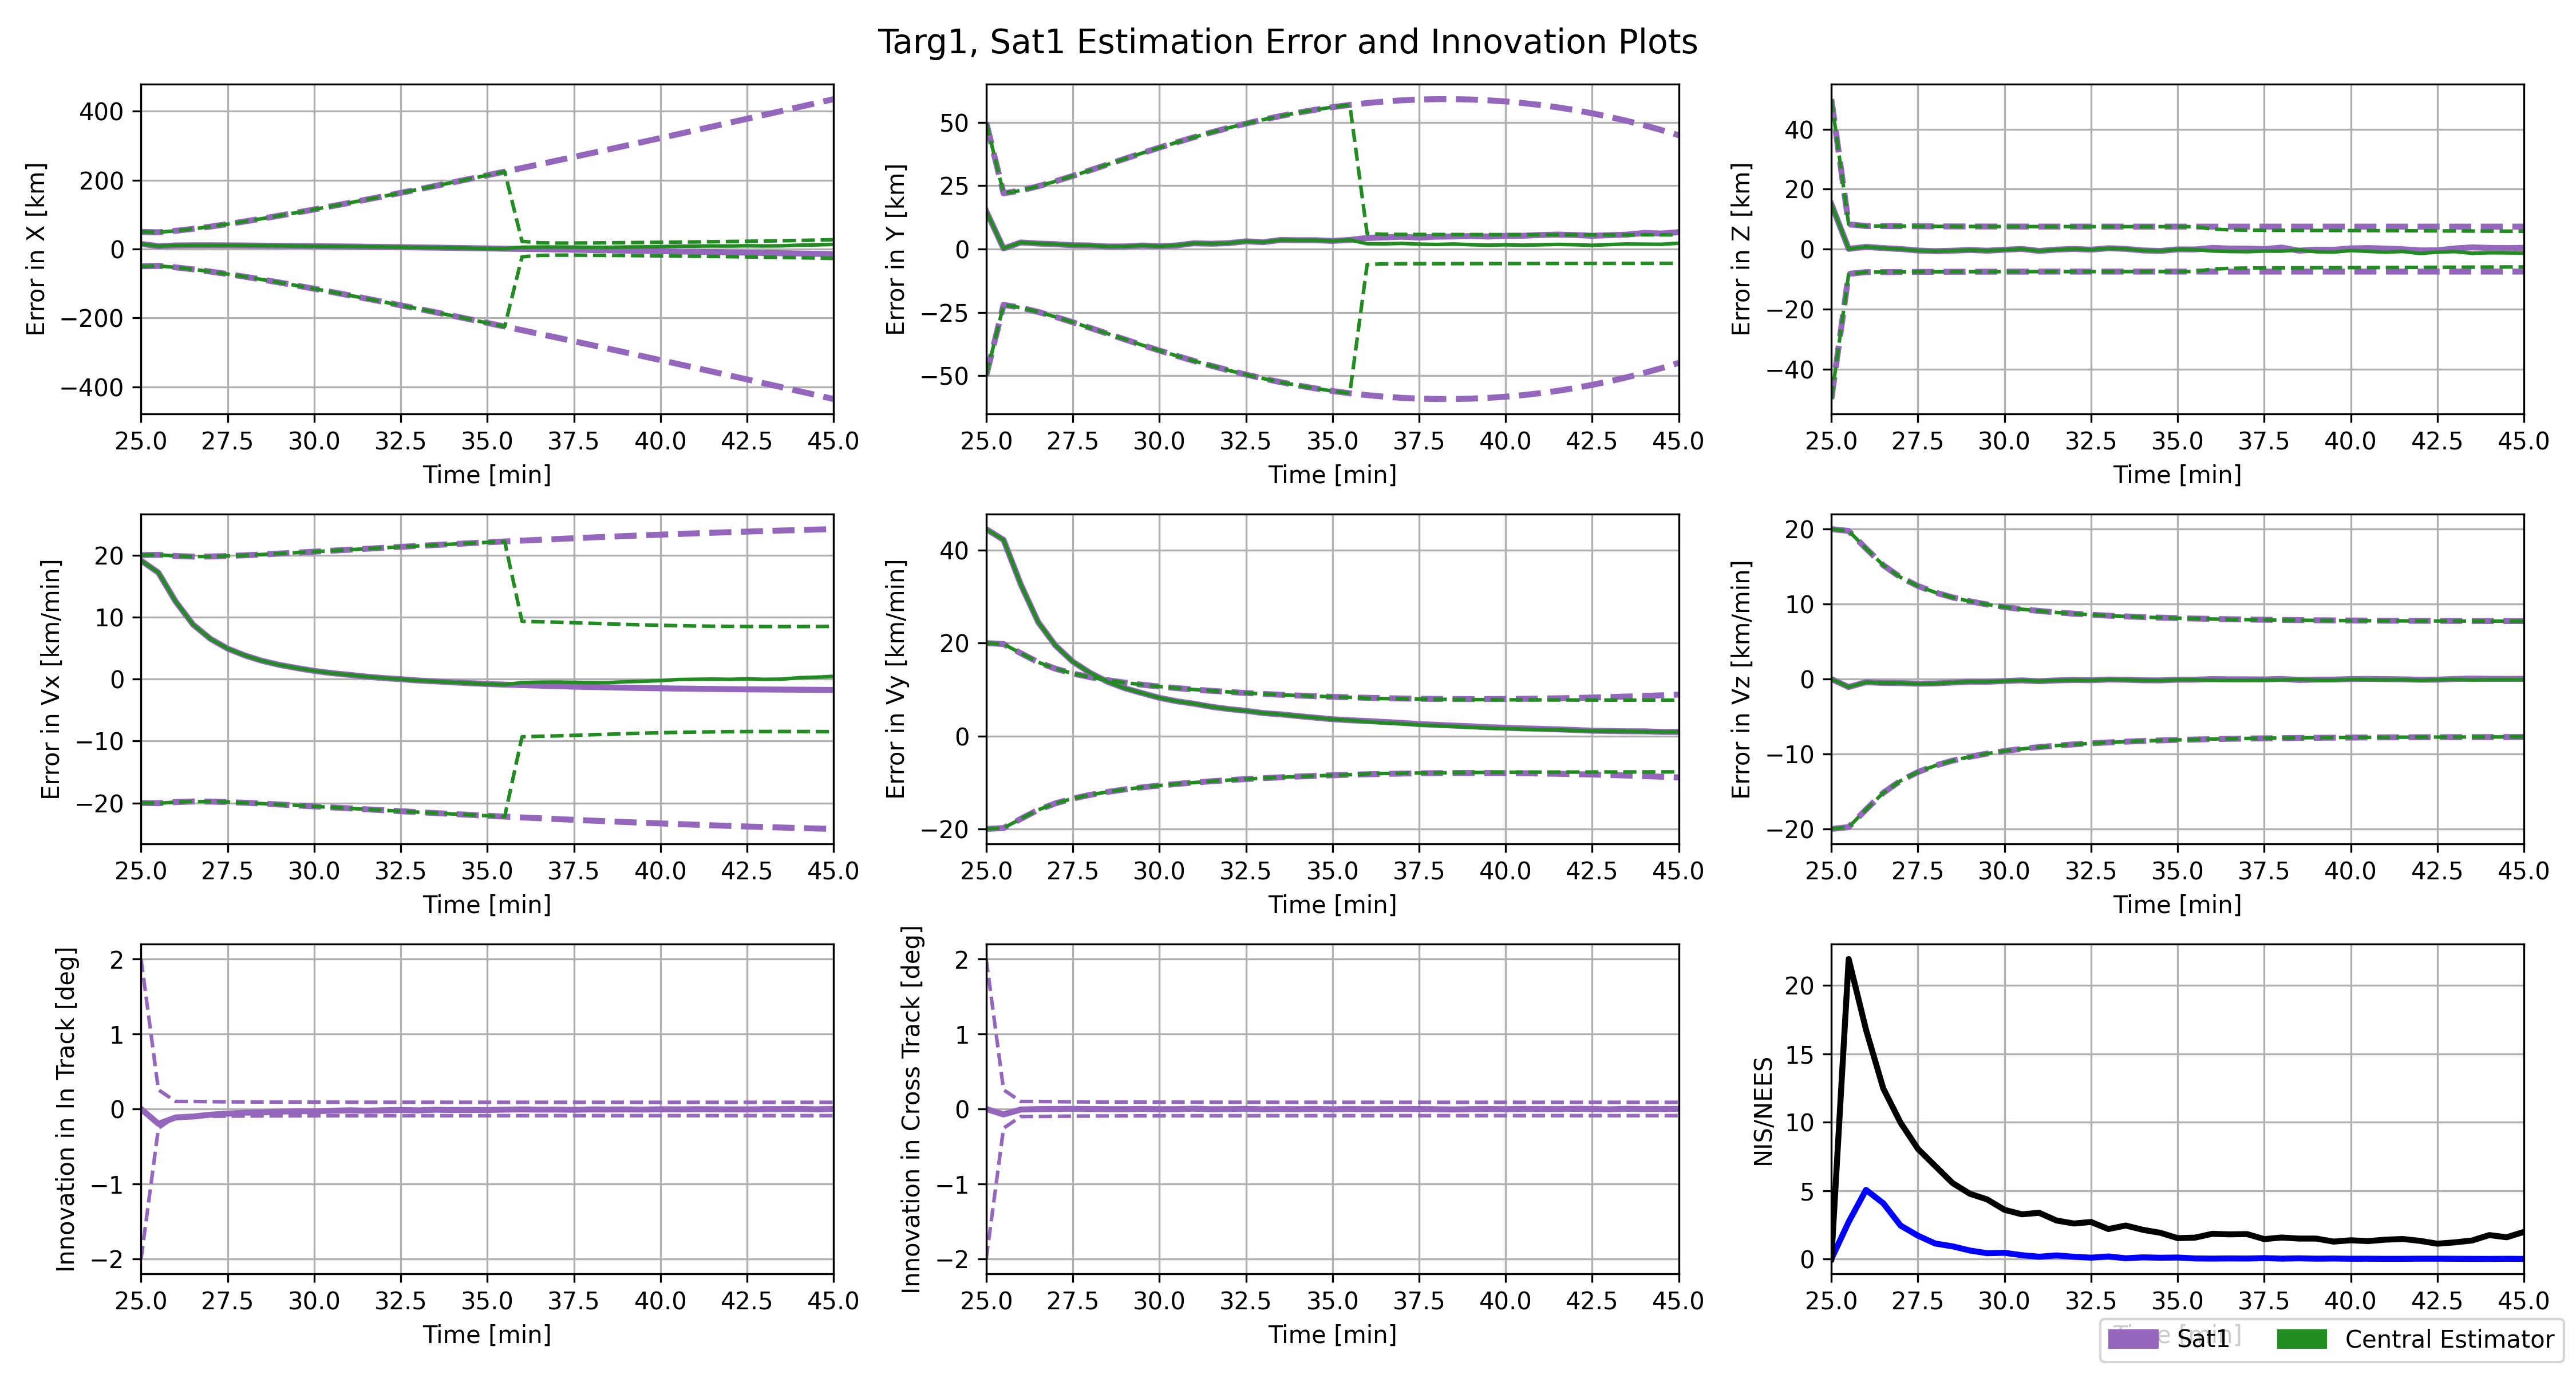 Targ1, Sat1 Estimation Error and Innovation Plots
Error in X [km]
400
200
0
−200
−400
25.0 27.5 30.0 32.5 35.0 37.5 40.0 42.5 45.0
Time [min]
Error in Y [km]
50
25
0
−25
−50
25.0 27.5 30.0 32.5 35.0 37.5 40.0 42.5 45.0
Time [min]
Error in Z [km]
40
20
0
−20
−40
25.0 27.5 30.0 32.5 35.0 37.5 40.0 42.5 45.0
Time [min]
Error in Vx [km/min]
20
10
0
−10
−20
25.0 27.5 30.0 32.5 35.0 37.5 40.0 42.5 45.0
Time [min]
Error in Vy [km/min]
40
20
0
−20
25.0 27.5 30.0 32.5 35.0 37.5 40.0 42.5 45.0
Time [min]
Error in Vz [km/min]
20
10
0
−10
−20
25.0 27.5 30.0 32.5 35.0 37.5 40.0 42.5 45.0
Time [min]
Innovation in In Track [deg]
2
1
0
−1
−2
25.0 27.5 30.0 32.5 35.0 37.5 40.0 42.5 45.0
Time [min]
Innovation in Cross Track [deg]
2
1
0
−1
−2
25.0 27.5 30.0 32.5 35.0 37.5 40.0 42.5 45.0
Time [min]
NIS/NEES
20
15
10
5
0
25.0 27.5 30.0 32.5 35.0 37.5 40.0 42.5 45.0
Time [min]
Sat1
Central Estimator